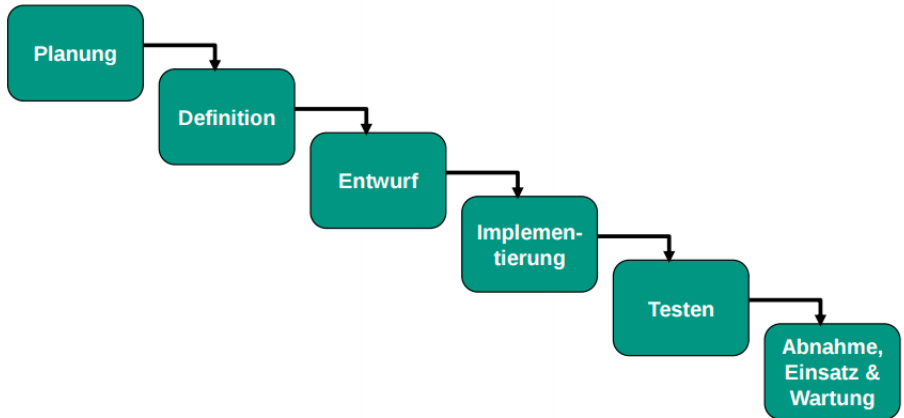 Planung
Definition
Entwurf
Implemen-
tierung
Testen
Abnahme,
Einsatz &
Wartung